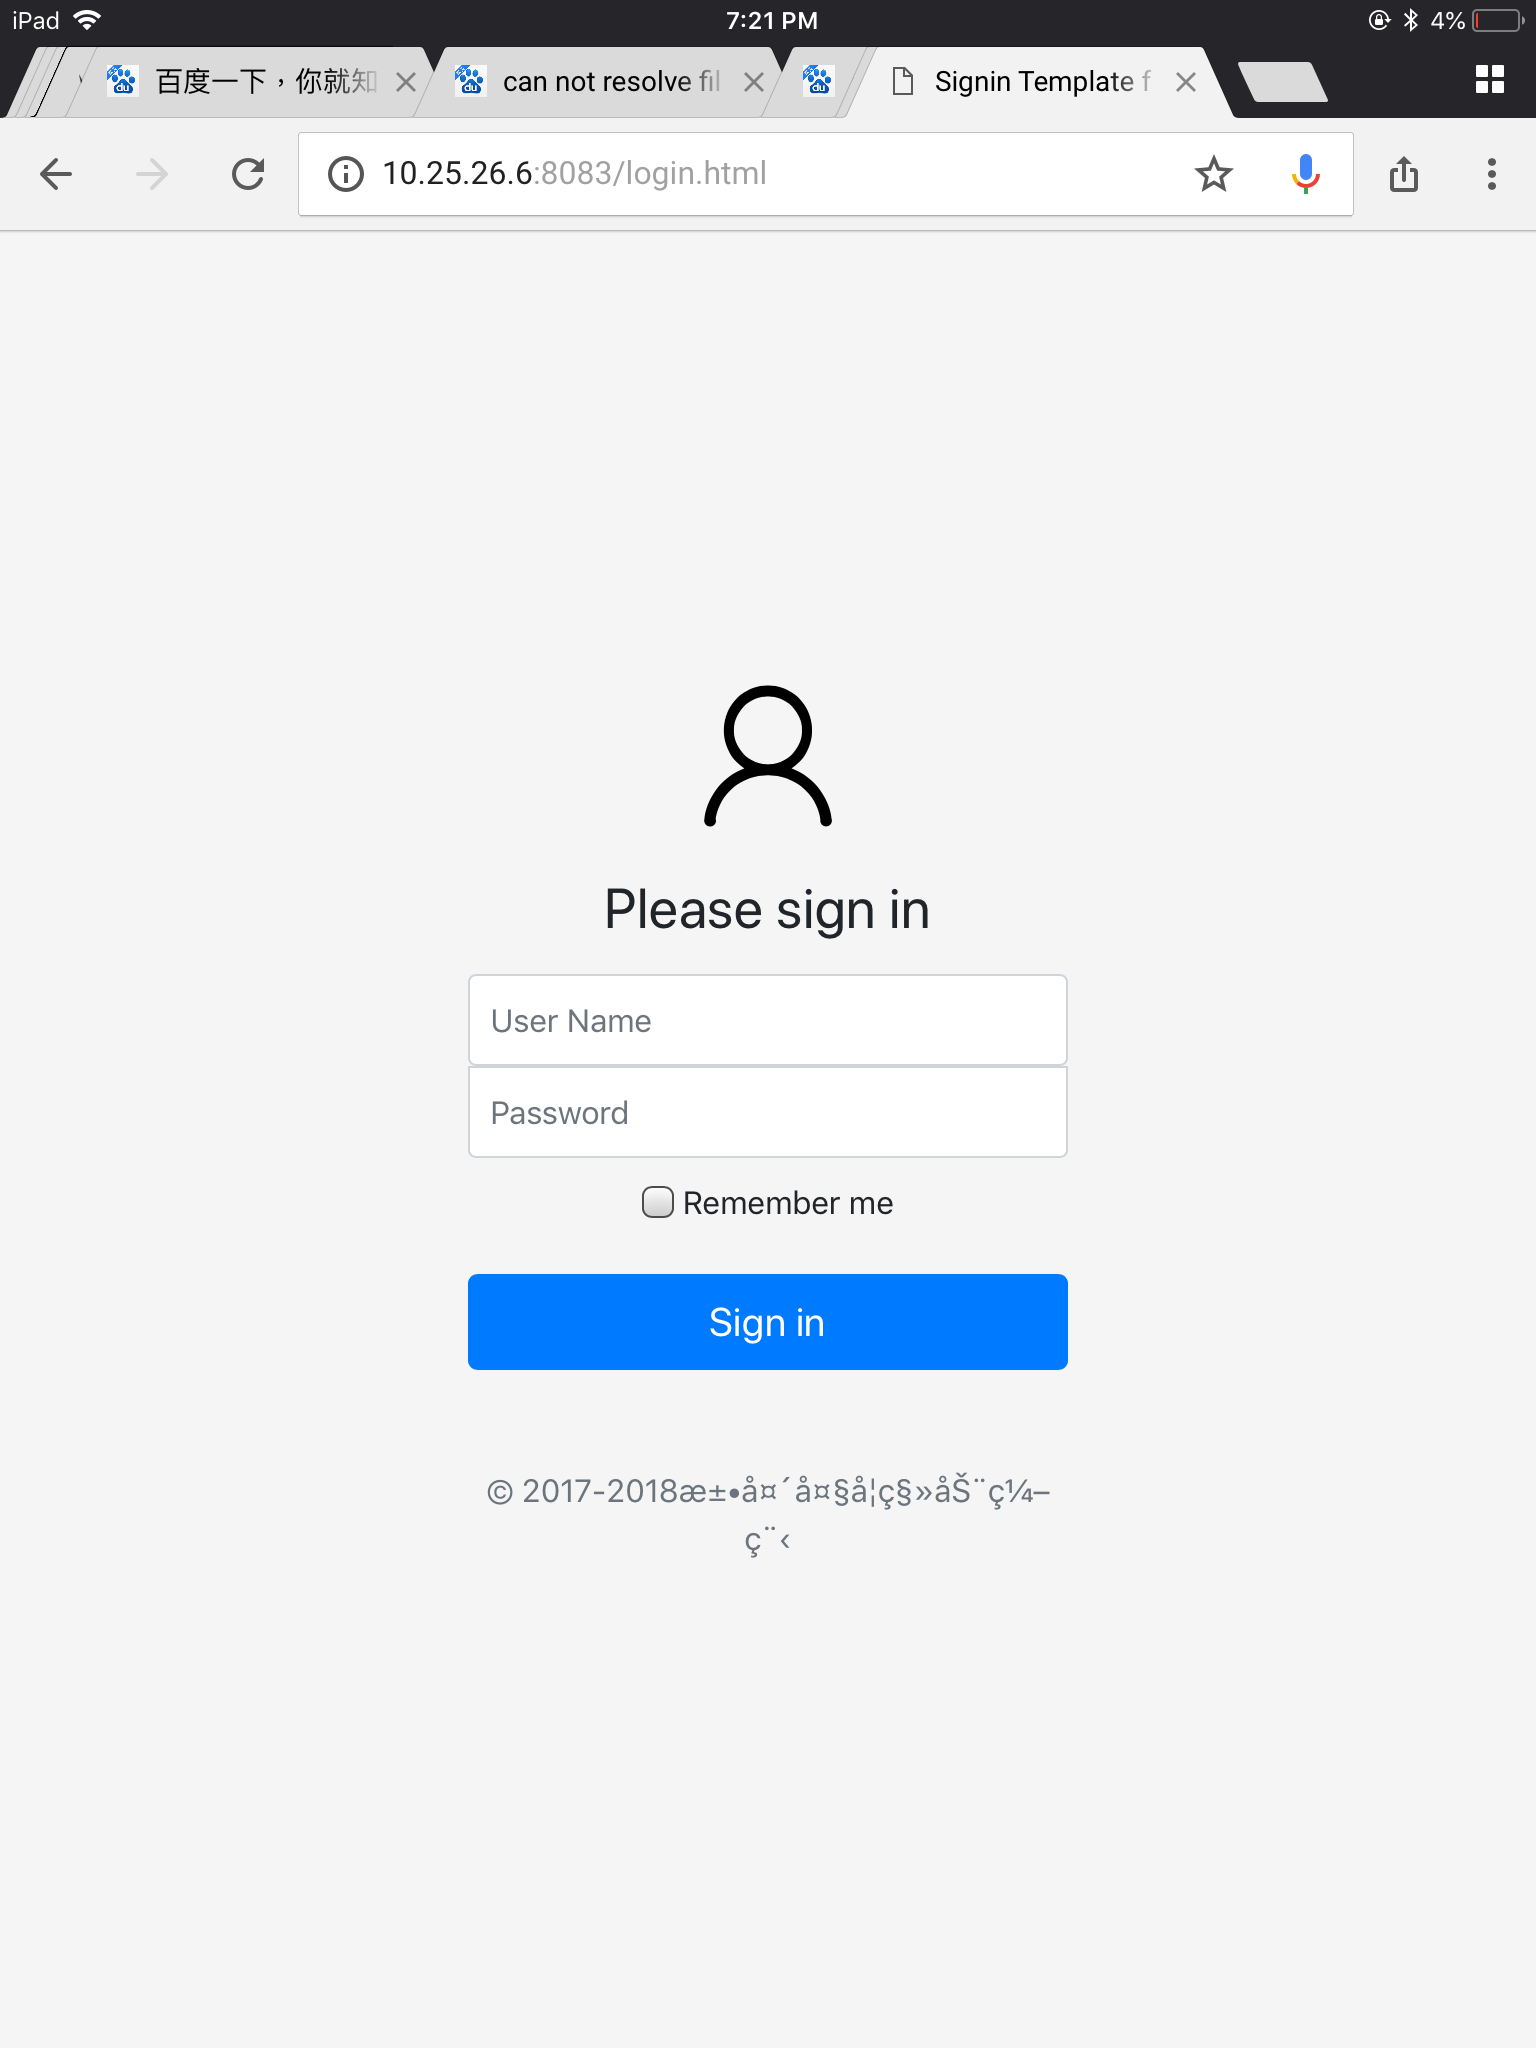 iPad 7:21 PM 4%
百度一下，你就知 can not resolve fil Signin Template f
10.25.26.6:8083/login.html
Please sign in
User Name
Password
Remember me
Sign in
© 2017-2018æ±•å¤´å¤§å¦ç§»åŠ¨ç¼–
ç¨‹